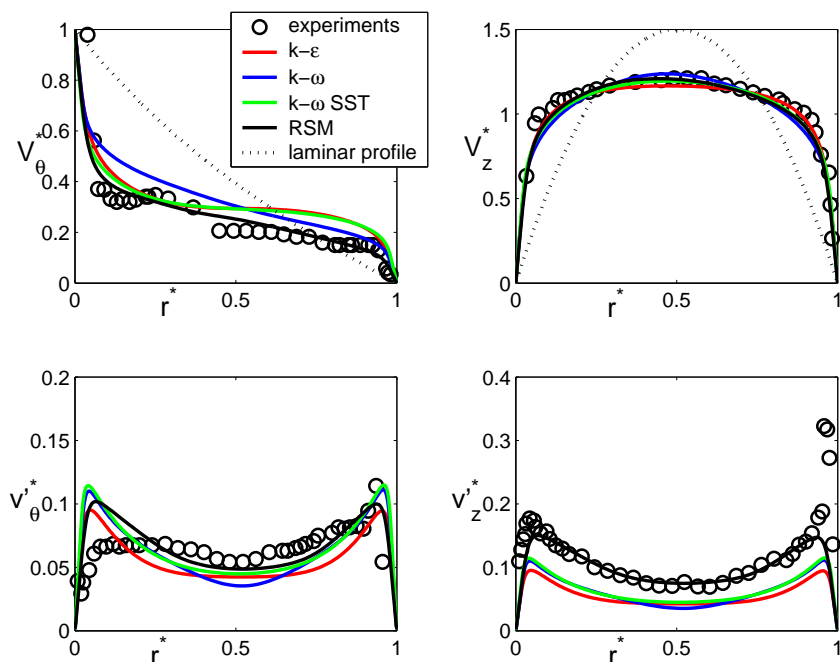 experiments
k−ε
k−ω
k−ω SST
RSM
laminar profile
1
0.8
0.6
0.4
0.2
0
V*θ
0
0.5
1
r*
1.5
1
0.5
0
V*z
0
0.5
1
r*
0.2
0.15
0.1
0.05
0
v'*θ
0
0.5
1
r*
0.4
0.3
0.2
0.1
0
v'*z
0
0.5
1
r*